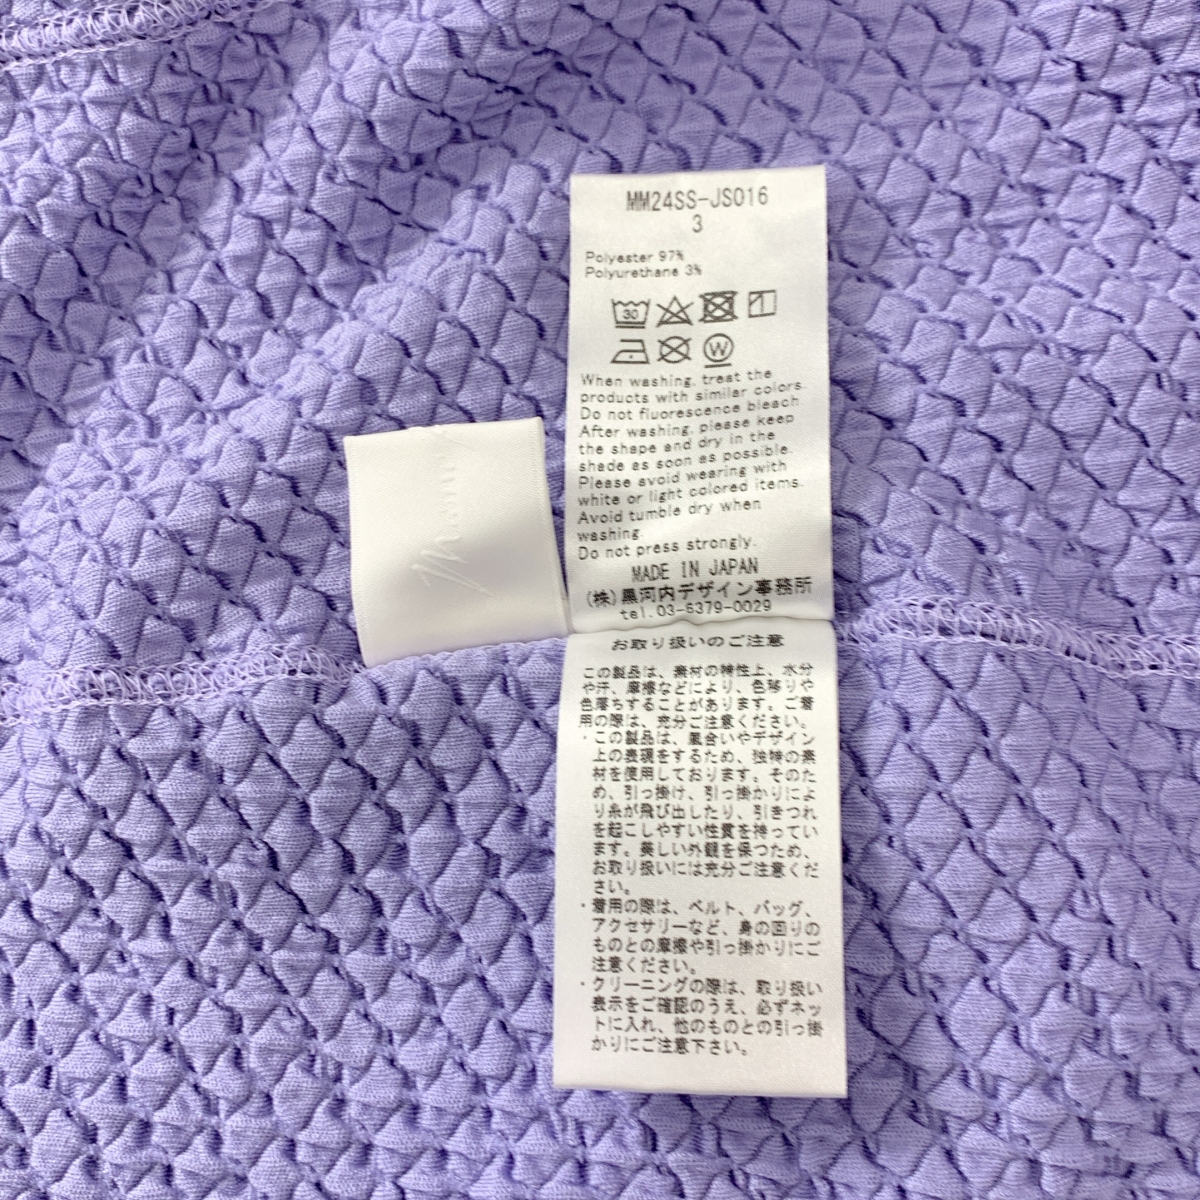 MM24SS-JS016
3
Polyester 97%
Polyurethane 3%
30
W
When washing, treat the
products with similar colors.
Do not fluorescence bleach.
After washing, please keep
the shape and dry in the
shade as soon as possible.
Please avoid wearing with
white or light colored items.
Avoid tumble dry when
washing.
Do not press strongly.
MADE IN JAPAN
(株)黒河内デザイン事務所
tel.03-6379-0029
お取り扱いのご注意
この製品は、素材の特性上、水分
や汗、摩擦などにより、色移りや
色落ちすることがあります。ご着
用の際は、充分ご注意ください。
・この製品は、風合いやデザイン
上の表現をするため、独特の素
材を使用しております。そのた
め、引っ掛け、引っ掛かりによ
り糸が飛び出したり、引きつれ
を起こしやすい性質を持ってい
ます。美しい外観を保つため、
お取り扱いには充分ご注意くだ
さい。
・着用の際は、ベルト、バッグ、
アクセサリーなど、身の回りの
ものとの摩擦や引っ掛かりにご
注意ください。
・クリーニングの際は、取り扱い
表示をご確認のうえ、必ずネッ
トに入れ、他のものとの引っ掛
かりにご注意下さい。